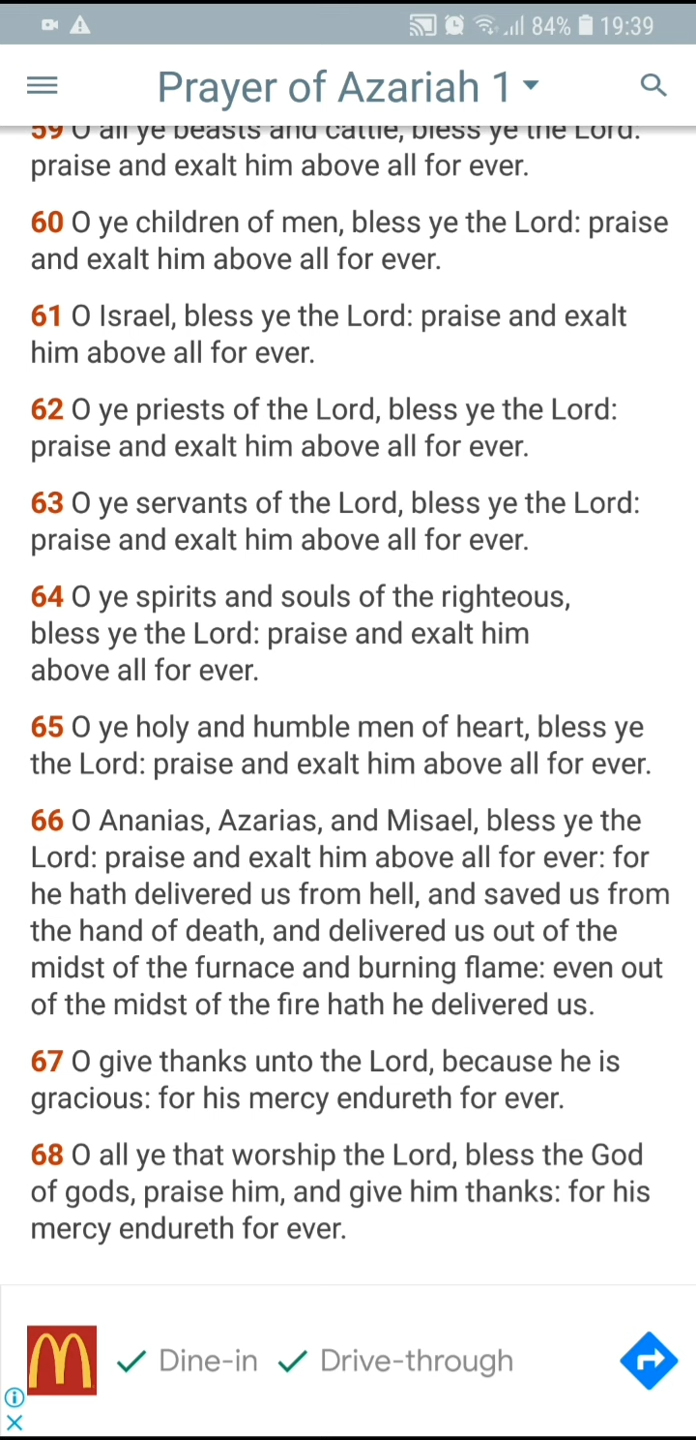 84% 19:39
Prayer of Azariah 1
59 O all ye beasts and cattle, bless ye the Lord:
praise and exalt him above all for ever.
60 O ye children of men, bless ye the Lord: praise
and exalt him above all for ever.
61 O Israel, bless ye the Lord: praise and exalt
him above all for ever.
62 O ye priests of the Lord, bless ye the Lord:
praise and exalt him above all for ever.
63 O ye servants of the Lord, bless ye the Lord:
praise and exalt him above all for ever.
64 O ye spirits and souls of the righteous,
bless ye the Lord: praise and exalt him
above all for ever.
65 O ye holy and humble men of heart, bless ye
the Lord: praise and exalt him above all for ever.
66 O Ananias, Azarias, and Misael, bless ye the
Lord: praise and exalt him above all for ever: for
he hath delivered us from hell, and saved us from
the hand of death, and delivered us out of the
midst of the furnace and burning flame: even out
of the midst of the fire hath he delivered us.
67 O give thanks unto the Lord, because he is
gracious: for his mercy endureth for ever.
68 O all ye that worship the Lord, bless the God
of gods, praise him, and give him thanks: for his
mercy endureth for ever.
Dine-in Drive-through